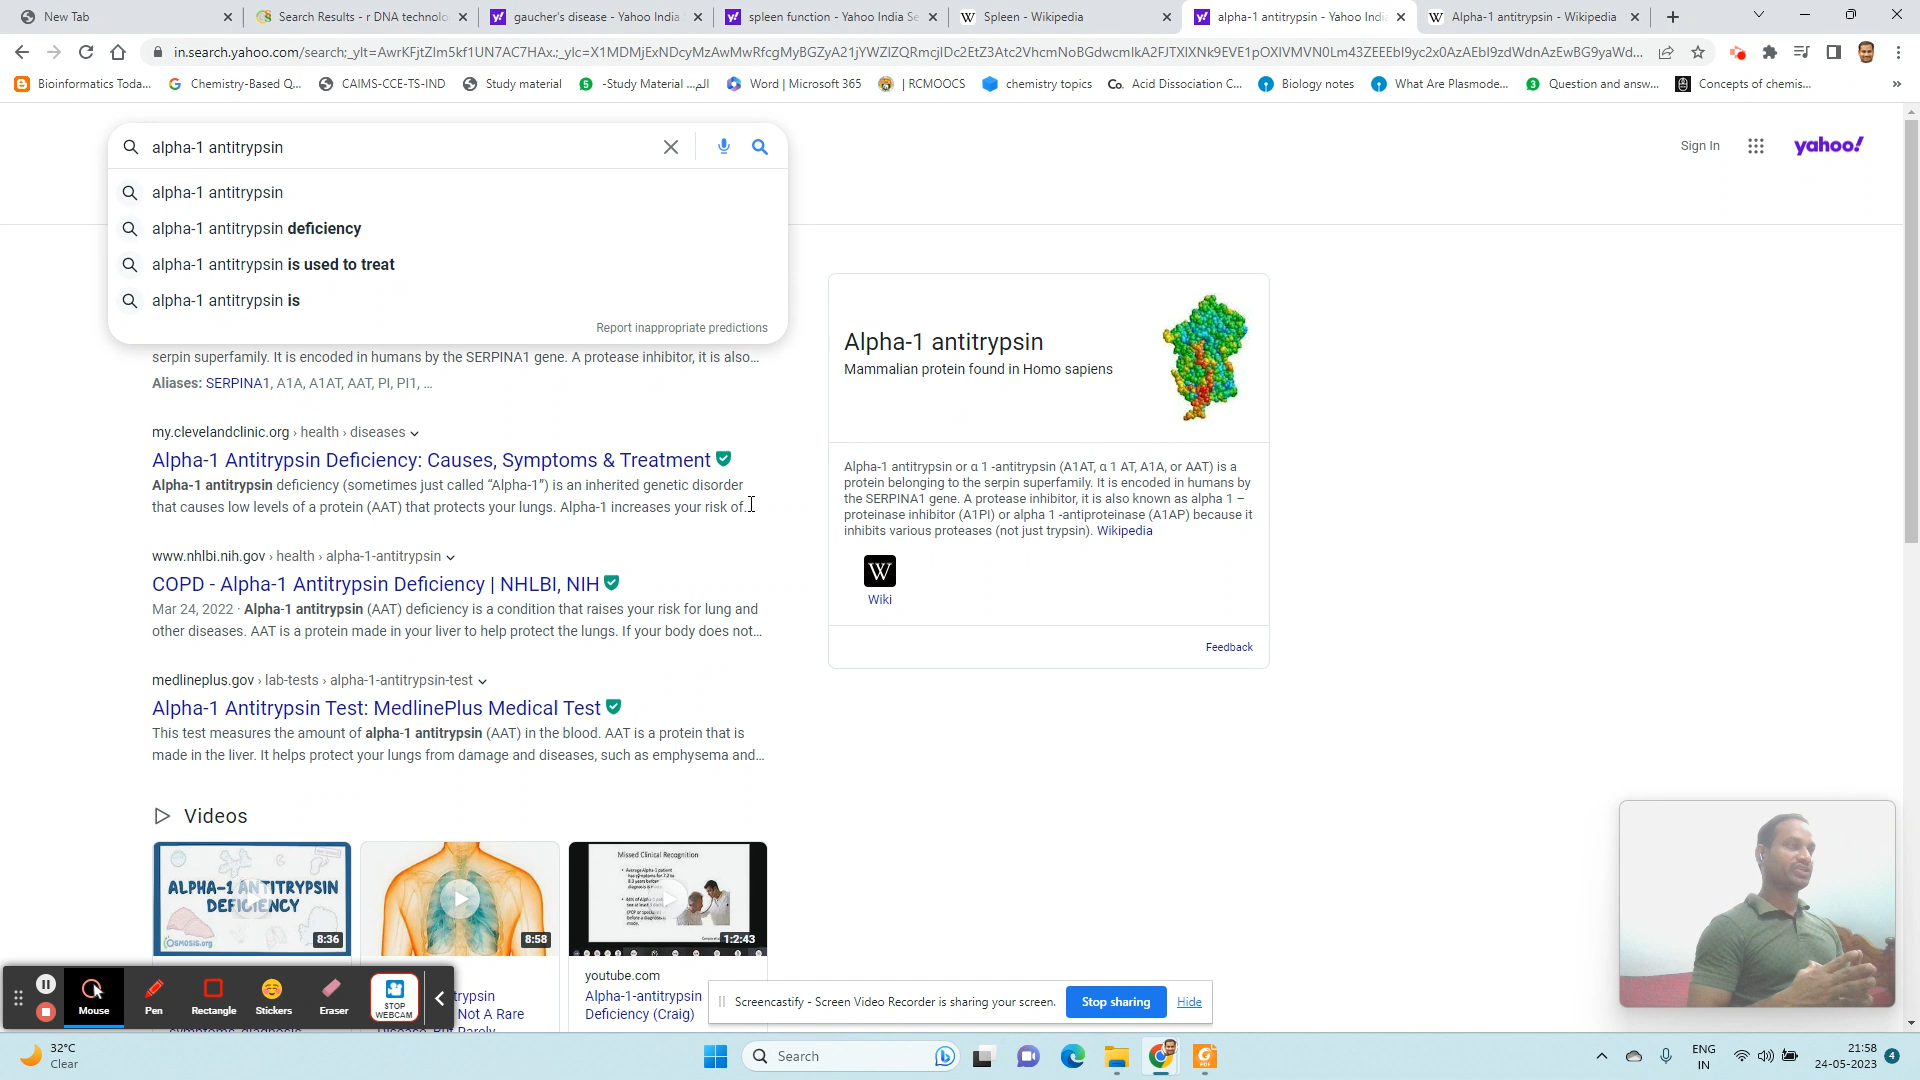 New Tab
Search Results - r DNA technolo
gaucher's disease - Yahoo India
spleen function - Yahoo India Se
Spleen - Wikipedia
alpha-1 antitrypsin - Yahoo Indi
Alpha-1 antitrypsin - Wikipedia
Bioinformatics Toda...
Chemistry-Based Q...
CAIMS-CCE-TS-IND
Study material
Word | Microsoft 365
| RCMOOCS
chemistry topics
Acid Dissociation C...
Biology notes
What Are Plasmode...
Question and answ...
Concepts of chemis...
alpha-1 antitrypsin
Sign In
yahoo!
alpha-1 antitrypsin
alpha-1 antitrypsin deficiency
alpha-1 antitrypsin is used to treat
alpha-1 antitrypsin is
Report inappropriate predictions
serpin superfamily. It is encoded in humans by the SERPINA1 gene. A protease inhibitor, it is also...
Aliases: SERPINA1, A1A, A1AT, AAT, PI, PI1, ...
my.clevelandclinic.org › health › diseases
Alpha-1 Antitrypsin Deficiency: Causes, Symptoms & Treatment
Alpha-1 antitrypsin deficiency (sometimes just called “Alpha-1”) is an inherited genetic disorder
that causes low levels of a protein (AAT) that protects your lungs. Alpha-1 increases your risk of...
www.nhlbi.nih.gov › health › alpha-1-antitrypsin
COPD - Alpha-1 Antitrypsin Deficiency | NHLBI, NIH
Mar 24, 2022 · Alpha-1 antitrypsin (AAT) deficiency is a condition that raises your risk for lung and
other diseases. AAT is a protein made in your liver to help protect the lungs. If your body does not...
medlineplus.gov › lab-tests › alpha-1-antitrypsin-test
Alpha-1 Antitrypsin Test: MedlinePlus Medical Test
This test measures the amount of alpha-1 antitrypsin (AAT) in the blood. AAT is a protein that is
made in the liver. It helps protect your lungs from damage and diseases, such as emphysema and...
Alpha-1 antitrypsin
Mammalian protein found in Homo sapiens
Alpha-1 antitrypsin or α 1 -antitrypsin (A1AT, α 1 AT, A1A, or AAT) is a
protein belonging to the serpin superfamily. It is encoded in humans by
the SERPINA1 gene. A protease inhibitor, it is also known as alpha 1 –
proteinase inhibitor (A1PI) or alpha 1 -antiproteinase (A1AP) because it
inhibits various proteases (not just trypsin). Wikipedia
Wiki
Feedback
Videos
ALPHA-1 ANTITRYPSIN
DEFICIENCY
OSMOSIS.org
8:36
8:58
Missed Clinical Recognition
1:2:43
youtube.com
Alpha-1-antitrypsin
Deficiency (Craig)
trypsin
Not A Rare
Mouse
Pen
Rectangle
Stickers
Eraser
STOP
WEBCAM
Screencastify - Screen Video Recorder is sharing your screen.
Stop sharing
Hide
32°C
Clear
Search
ENG
IN
21:58
24-05-2023
4